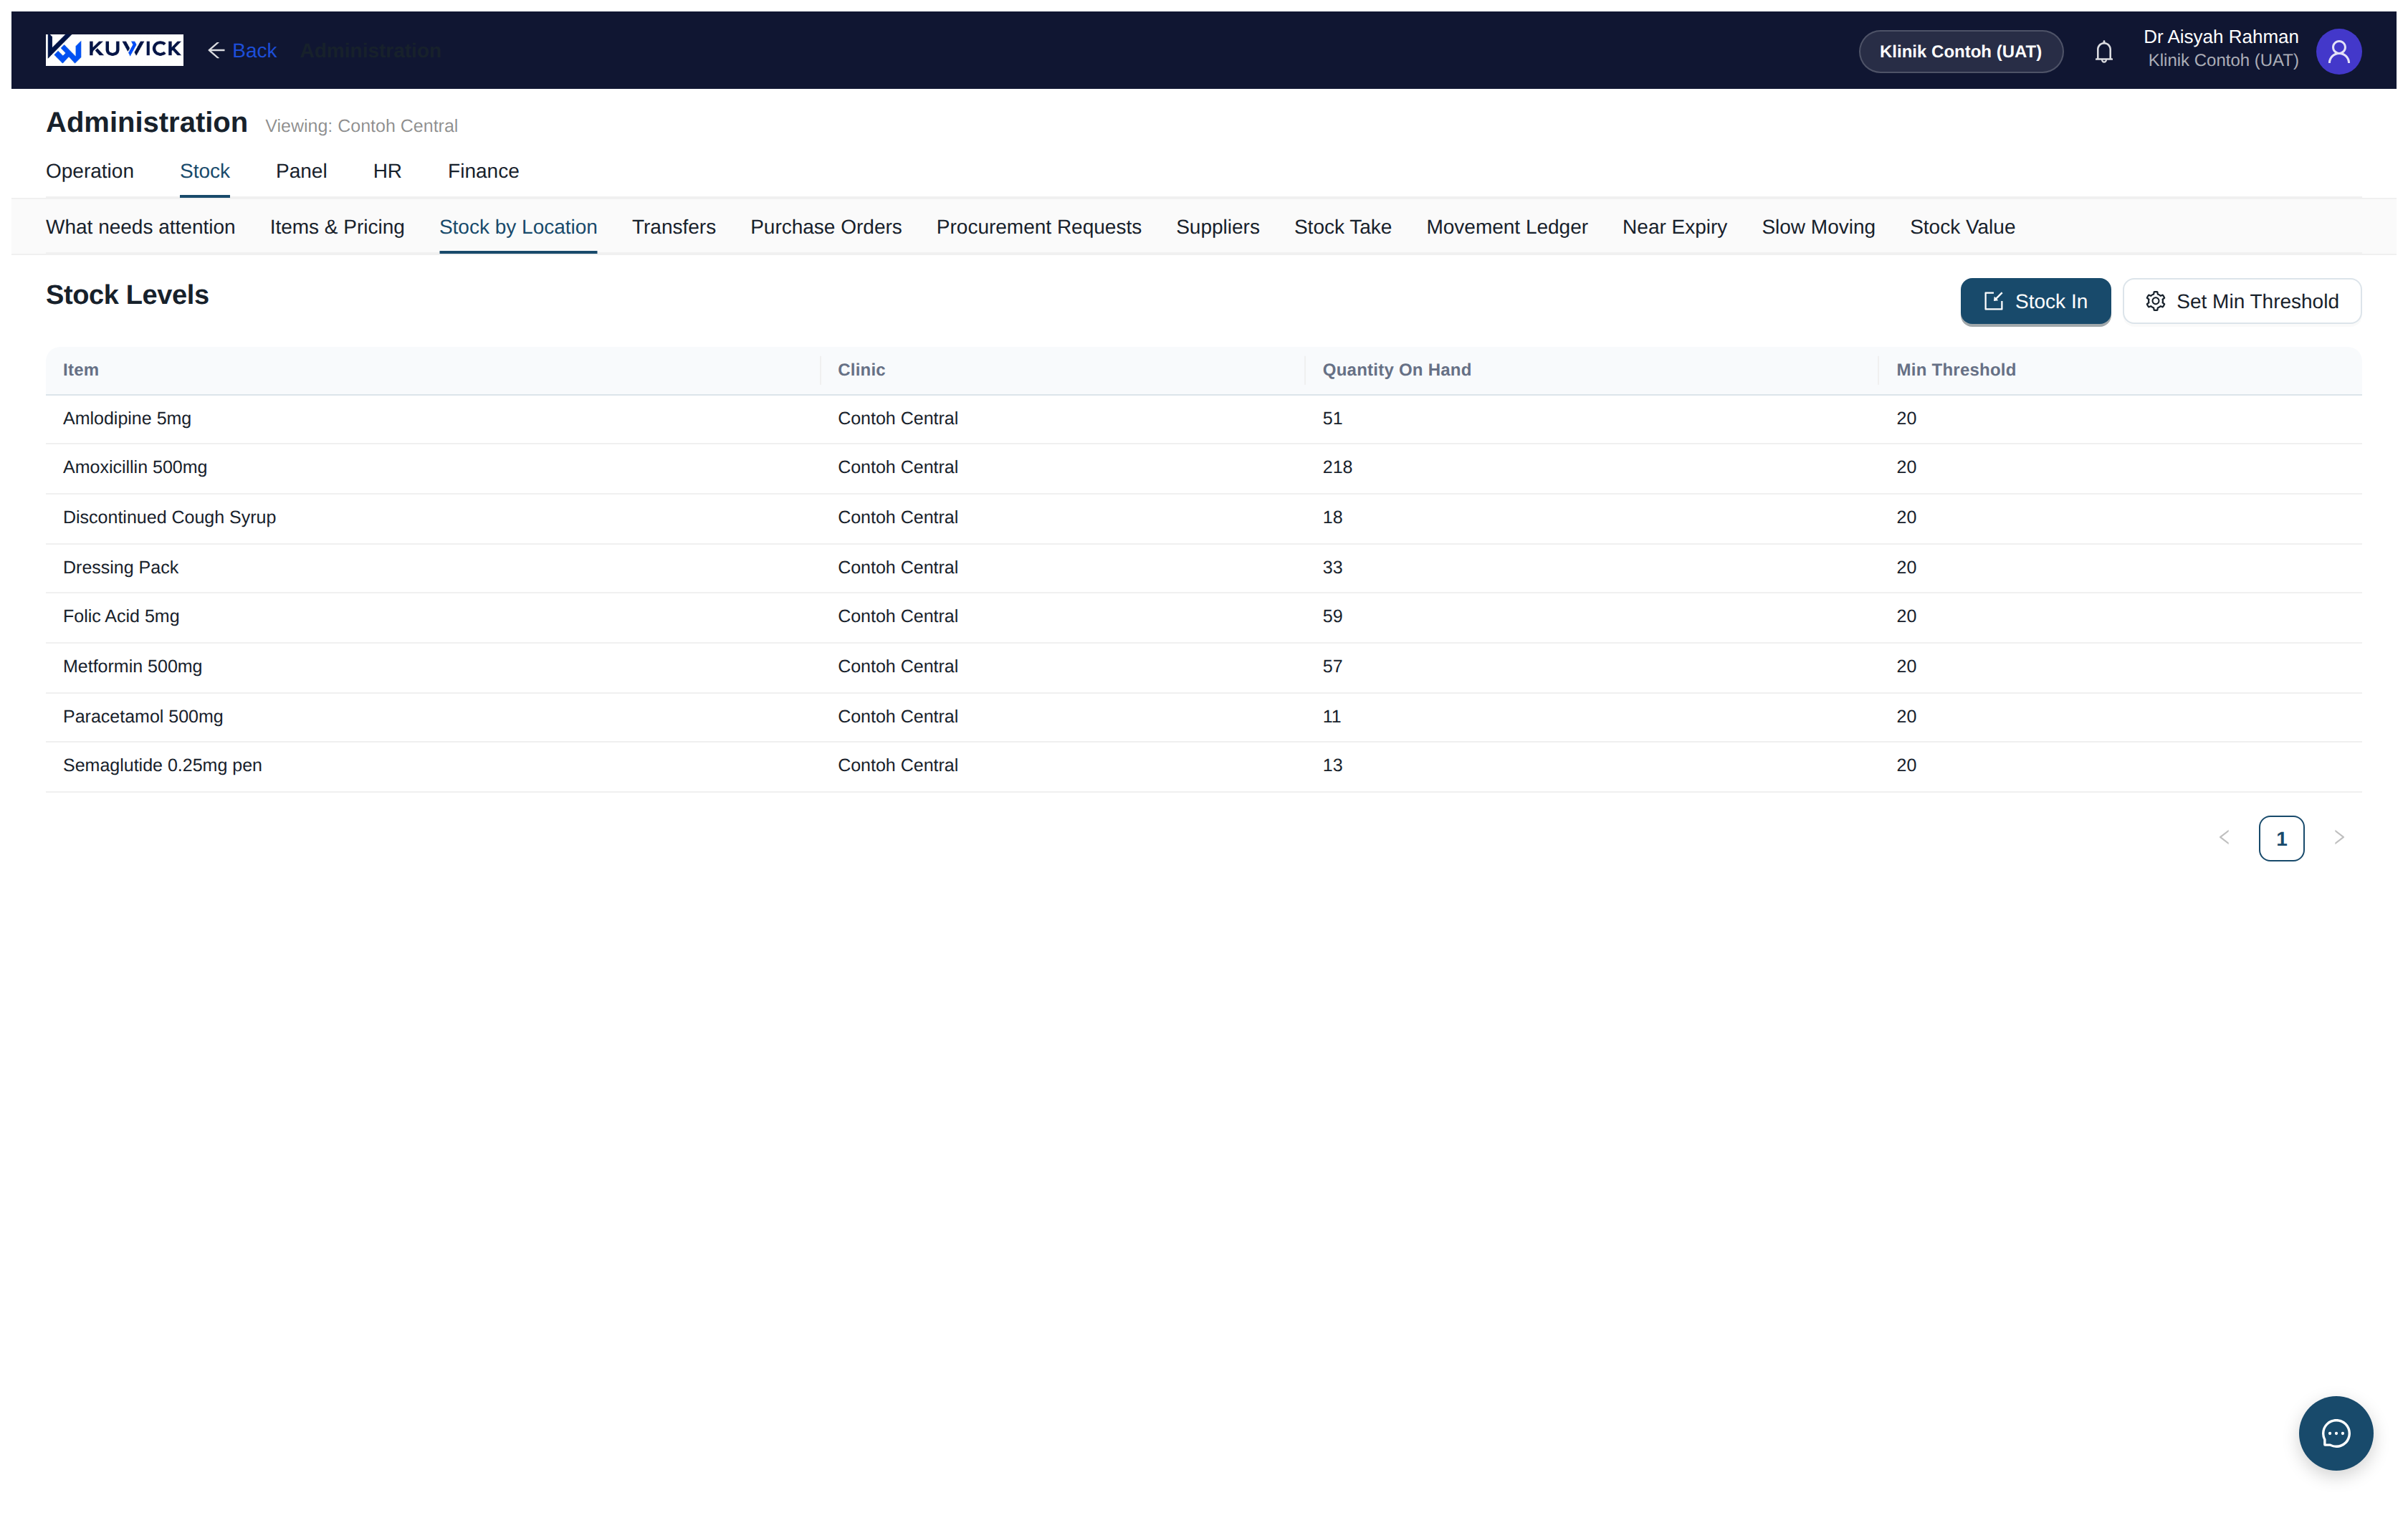 KUWICK Back Administration Klinik Contoh (UAT) Dr Aisyah Rahman
Klinik Contoh (UAT)
Administration Viewing: Contoh Central
Operation Stock Panel HR Finance
What needs attention Items & Pricing Stock by Location Transfers Purchase Orders Procurement Requests Suppliers Stock Take Movement Ledger Near Expiry Slow Moving Stock Value
Stock Levels Stock In Set Min Threshold
Item Clinic Quantity On Hand Min Threshold
Amlodipine 5mg Contoh Central 51 20
Amoxicillin 500mg Contoh Central 218 20
Discontinued Cough Syrup Contoh Central 18 20
Dressing Pack Contoh Central 33 20
Folic Acid 5mg Contoh Central 59 20
Metformin 500mg Contoh Central 57 20
Paracetamol 500mg Contoh Central 11 20
Semaglutide 0.25mg pen Contoh Central 13 20
1